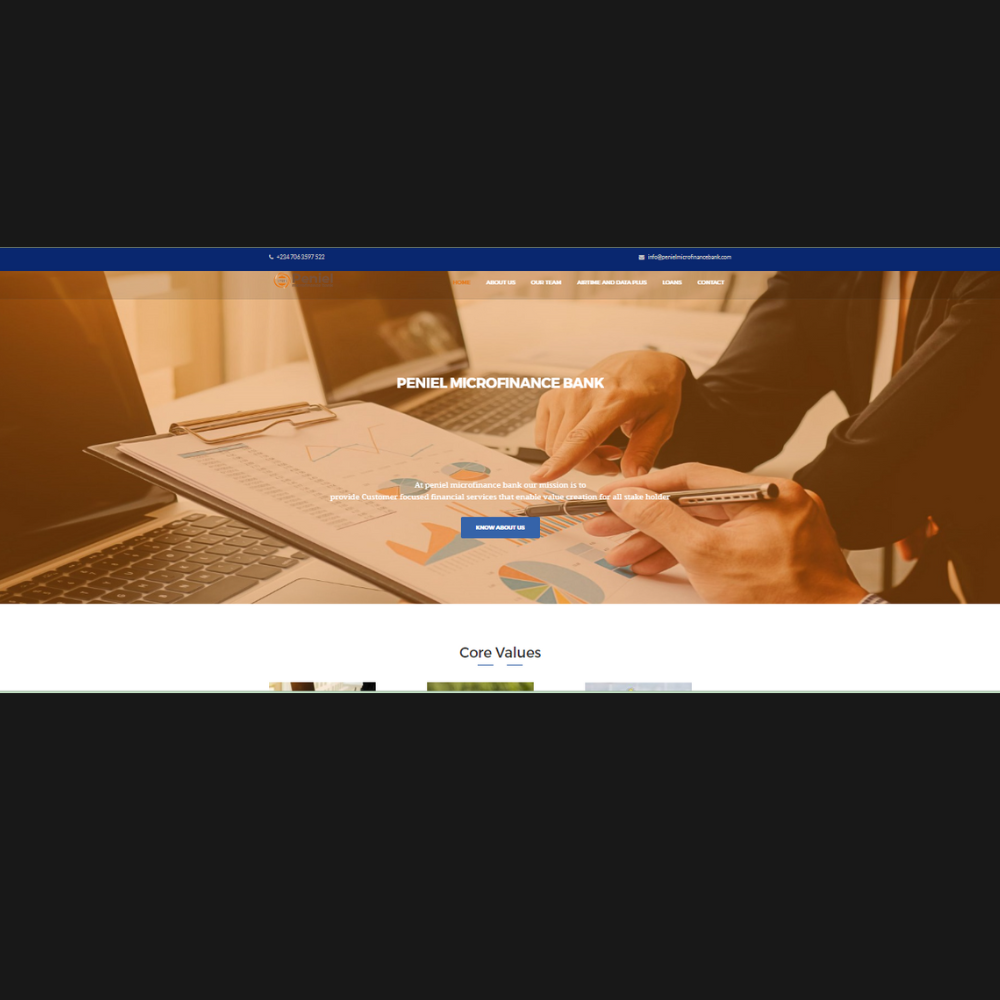 +234 706 3597 522
info@penielmicrofinancebank.com
HOME
ABOUT US
OUR TEAM
AIRTIME AND DATA PLUS
LOANS
CONTACT
PENIEL MICROFINANCE BANK
At peniel microfinance bank our mission is to
provide Customer focused financial services that enable value creation for all stake holder
KNOW ABOUT US
Core Values